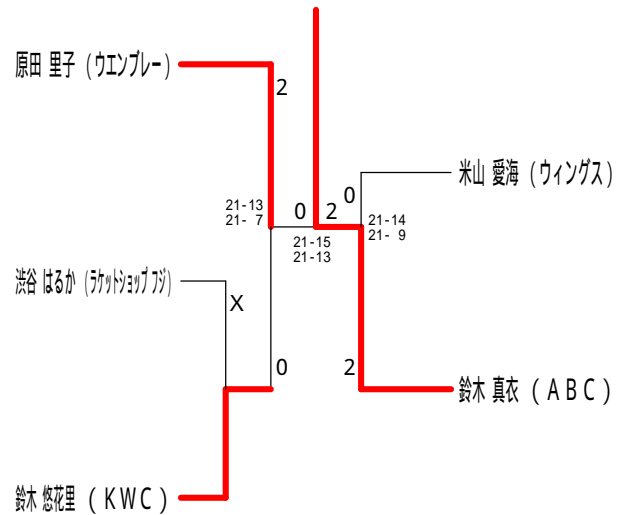 原田 里子 (ウエンブレー)
2
米山 愛海 (ウィングス)
0
21-13
21- 7
0
2
21-14
21- 9
21-15
21-13
渋谷 はるか (ラケットショップフジ)
X
0
2
鈴木 真衣 (ABC)
鈴木 悠花里 (KWC)